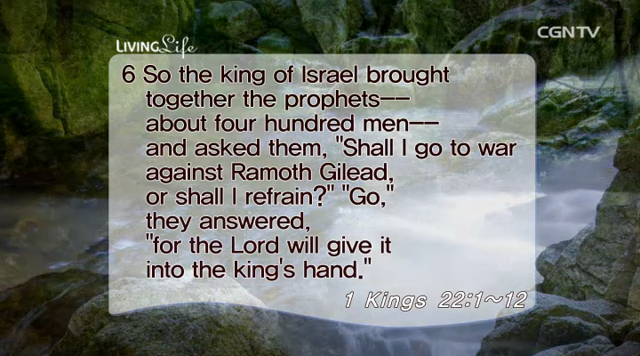 LIVING Life
CGNTV
6 So the king of Israel brought
together the prophets——
about four hundred men——
and asked them, "Shall I go to war
against Ramoth Gilead,
or shall I refrain?" "Go,"
they answered,
"for the Lord will give it
into the king's hand."
1 Kings 22:1~12